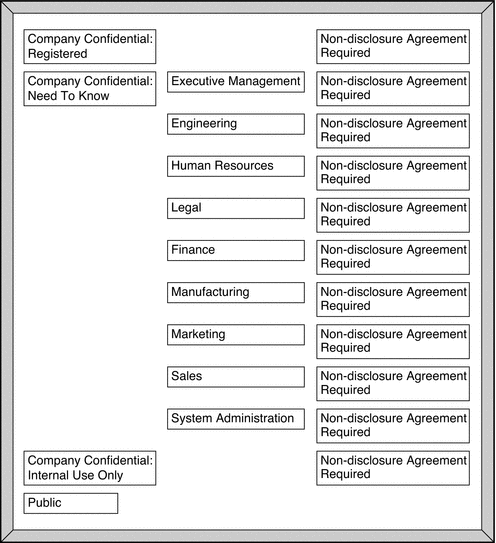 Company Confidential:
Registered
Non-disclosure Agreement
Required
Company Confidential:
Need To Know
Executive Management
Non-disclosure Agreement
Required
Engineering
Non-disclosure Agreement
Required
Human Resources
Non-disclosure Agreement
Required
Legal
Non-disclosure Agreement
Required
Finance
Non-disclosure Agreement
Required
Manufacturing
Non-disclosure Agreement
Required
Marketing
Non-disclosure Agreement
Required
Sales
Non-disclosure Agreement
Required
System Administration
Non-disclosure Agreement
Required
Company Confidential:
Internal Use Only
Non-disclosure Agreement
Required
Public